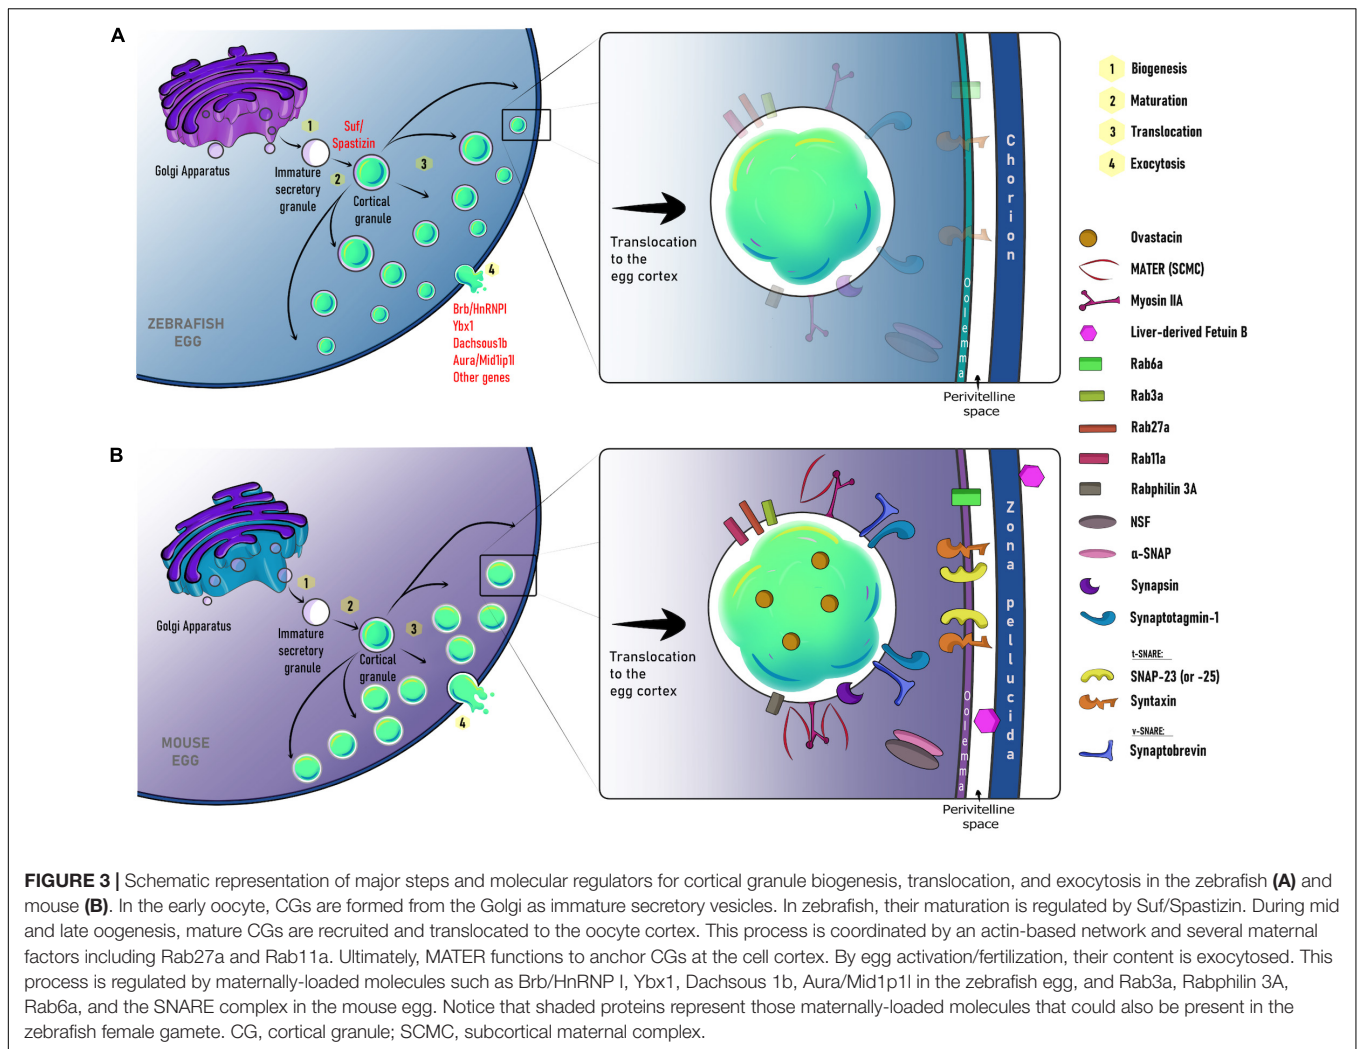 A
1
Suf/
Spastizin
Golgi Apparatus
Immature
secretory
granule
2
3
Cortical
granule
4
Brb/HnRNPI
Ybx1
Dachsous1b
Aura/Mid1ip1l
Other genes
ZEBRAFISH
EGG
Translocation
to the
egg cortex
Oolemma
Chorion
Perivitelline
space
1 Biogenesis
2 Maturation
3 Translocation
4 Exocytosis
Ovastacin
MATER (SCMC)
Myosin IIA
Liver-derived Fetuin B
Rab6a
Rab3a
Rab27a
Rab11a
Rabphilin 3A
NSF
α-SNAP
Synapsin
Synaptotagmin-1
t-SNARE:
SNAP-23 (or -25)
Syntaxin
v-SNARE:
Synaptobrevin
B
1
Golgi Apparatus
Immature
secretory
granule
2
3
Cortical
granule
4
MOUSE
EGG
Translocation
to the
egg cortex
Oolemma
Zona pellucida
Perivitelline
space
FIGURE 3 | Schematic representation of major steps and molecular regulators for cortical granule biogenesis, translocation, and exocytosis in the zebrafish (A) and
mouse (B). In the early oocyte, CGs are formed from the Golgi as immature secretory vesicles. In zebrafish, their maturation is regulated by Suf/Spastizin. During mid
and late oogenesis, mature CGs are recruited and translocated to the oocyte cortex. This process is coordinated by an actin-based network and several maternal
factors including Rab27a and Rab11a. Ultimately, MATER functions to anchor CGs at the cell cortex. By egg activation/fertilization, their content is exocytosed. This
process is regulated by maternally-loaded molecules such as Brb/HnRNP I, Ybx1, Dachsous 1b, Aura/Mid1p1l in the zebrafish egg, and Rab3a, Rabphilin 3A,
Rab6a, and the SNARE complex in the mouse egg. Notice that shaded proteins represent those maternally-loaded molecules that could also be present in the
zebrafish female gamete. CG, cortical granule; SCMC, subcortical maternal complex.